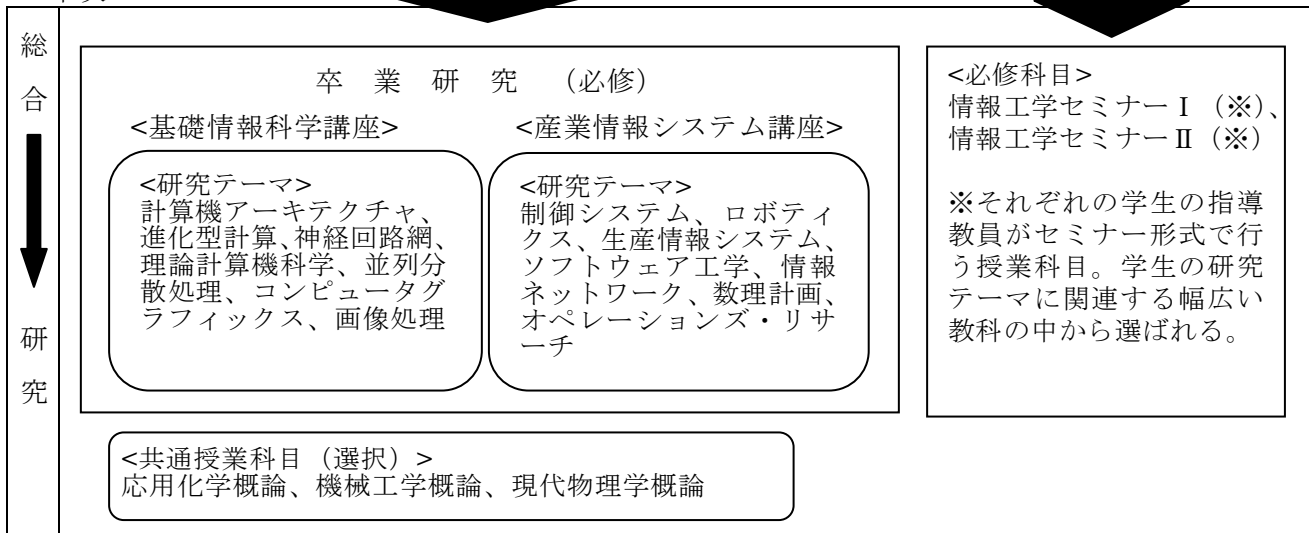 総
合
研
究
卒 業 研 究 （必修）
<基礎情報科学講座>
<研究テーマ>
計算機アーキテクチャ、
進化型計算、神経回路網、
理論計算機科学、並列分
散処理、コンピュータグ
ラフィックス、画像処理
<産業情報システム講座>
<研究テーマ>
制御システム、ロボティ
クス、生産情報システム、
ソフトウェア工学、情報
ネットワーク、数理計画、
オペレーションズ・リサ
ーチ
<必修科目>
情報工学セミナーⅠ（※）、
情報工学セミナーⅡ（※）
※それぞれの学生の指導
教員がセミナー形式で行
う授業科目。学生の研究
テーマに関連する幅広い
教科の中から選ばれる。
<共通授業科目（選択）>
応用化学概論、機械工学概論、現代物理学概論